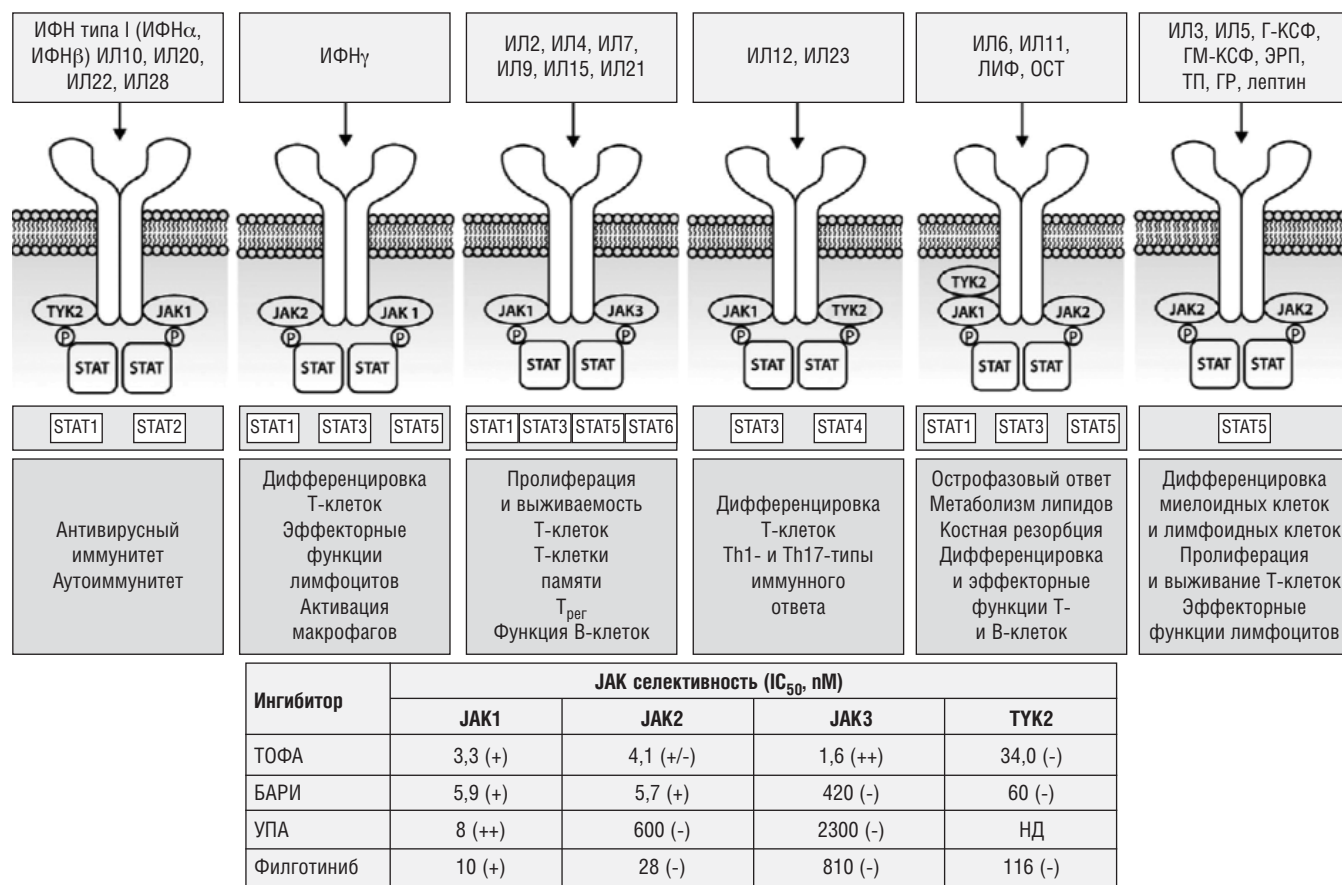 ИФН типа I (ИФНα,
ИФНβ) ИЛ10, ИЛ20,
ИЛ22, ИЛ28
ИФНγ
ИЛ2, ИЛ4, ИЛ7,
ИЛ9, ИЛ15, ИЛ21
ИЛ12, ИЛ23
ИЛ6, ИЛ11,
ЛИФ, ОСТ
ИЛ3, ИЛ5, Г-КСФ,
ГМ-КСФ, ЭРП,
ТП, ГР, лептин
TYK2 JAK1
P P
STAT STAT
JAK2 JAK 1
P P
STAT STAT
JAK1 JAK3
P P
STAT STAT
JAK1 TYK2
P P
STAT STAT
TYK2
JAK1 JAK2
P P
STAT STAT
JAK2 JAK2
P P
STAT STAT
STAT1 STAT2
STAT1 STAT3 STAT5
STAT1 STAT3 STAT5 STAT6
STAT3 STAT4
STAT1 STAT3 STAT5
STAT5
Антивирусный
иммунитет
Аутоиммунитет
Дифференцировка
Т-клеток
Эффекторные
функции
лимфоцитов
Активация
макрофагов
Пролиферация
и выживаемость
Т-клеток
Т-клетки
памяти
Tрег
Функция В-клеток
Дифференцировка
Т-клеток
Th1- и Th17-типы
иммунного
ответа
Острофазовый ответ
Метаболизм липидов
Костная резорбция
Дифференцировка
и эффекторные
функции Т-
и В-клеток
Дифференцировка
миелоидных клеток
и лимфоидных клеток
Пролиферация
и выживание Т-клеток
Эффекторные
функции лимфоцитов
Ингибитор JAK селективность (IC50, nM)
JAK1 JAK2 JAK3 TYK2
ТОФА 3,3 (+) 4,1 (+/-) 1,6 (++) 34,0 (-)
БАРИ 5,9 (+) 5,7 (+) 420 (-) 60 (-)
УПА 8 (++) 600 (-) 2300 (-) НД
Филготиниб 10 (+) 28 (-) 810 (-) 116 (-)